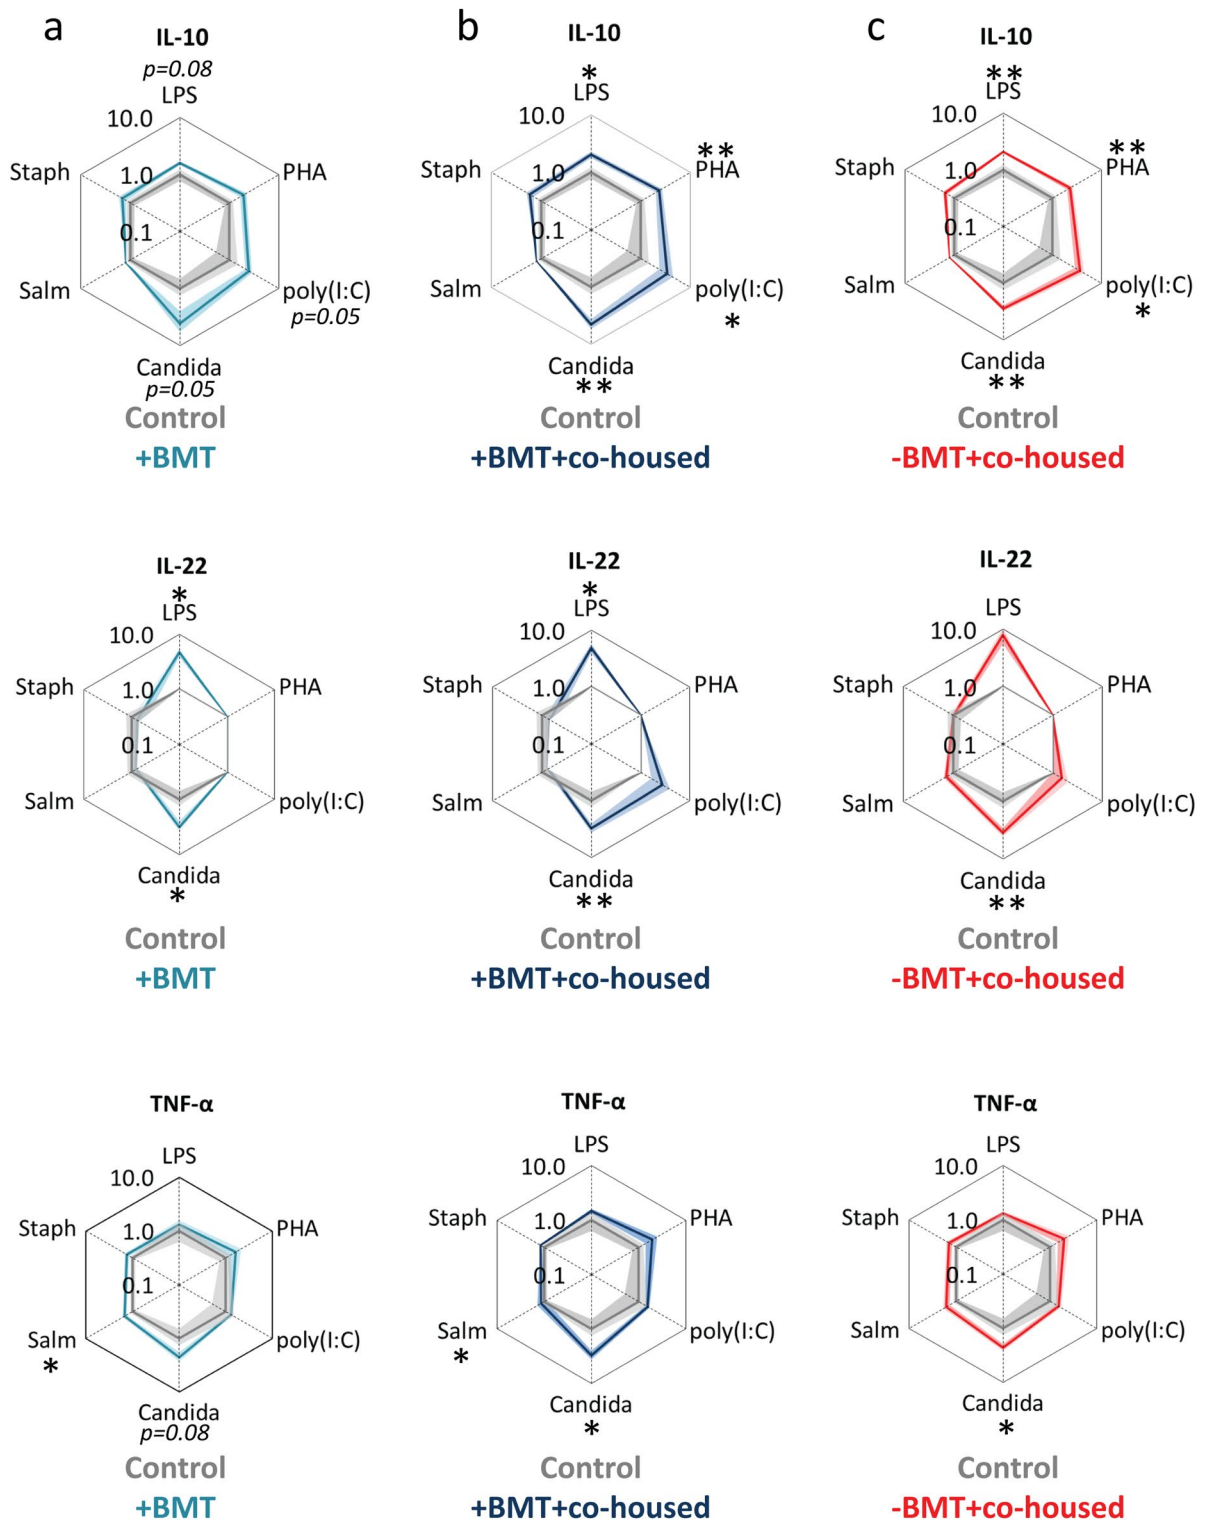 a
IL-10
p=0.08
LPS
10.0
Staph
1.0
PHA
0.1
Salm
poly(I:C)
p=0.05
Candida
p=0.05
Control
+BMT
b
IL-10
*
LPS
10.0
**
Staph
1.0
PHA
0.1
Salm
poly(I:C)
*
Candida
**
Control
+BMT+co-housed
c
IL-10
**
LPS
10.0
**
Staph
1.0
PHA
0.1
Salm
poly(I:C)
*
Candida
**
Control
-BMT+co-housed
IL-22
*
LPS
10.0
Staph
1.0
PHA
0.1
Salm
poly(I:C)
Candida
*
Control
+BMT
IL-22
*
LPS
10.0
Staph
1.0
PHA
0.1
Salm
poly(I:C)
Candida
**
Control
+BMT+co-housed
IL-22
LPS
10.0
Staph
1.0
PHA
0.1
Salm
poly(I:C)
Candida
**
Control
-BMT+co-housed
TNF-α
LPS
10.0
Staph
1.0
PHA
0.1
Salm
*
poly(I:C)
Candida
p=0.08
Control
+BMT
TNF-α
LPS
10.0
Staph
1.0
PHA
0.1
Salm
*
poly(I:C)
Candida
*
Control
+BMT+co-housed
TNF-α
LPS
10.0
Staph
1.0
PHA
0.1
Salm
poly(I:C)
Candida
*
Control
-BMT+co-housed